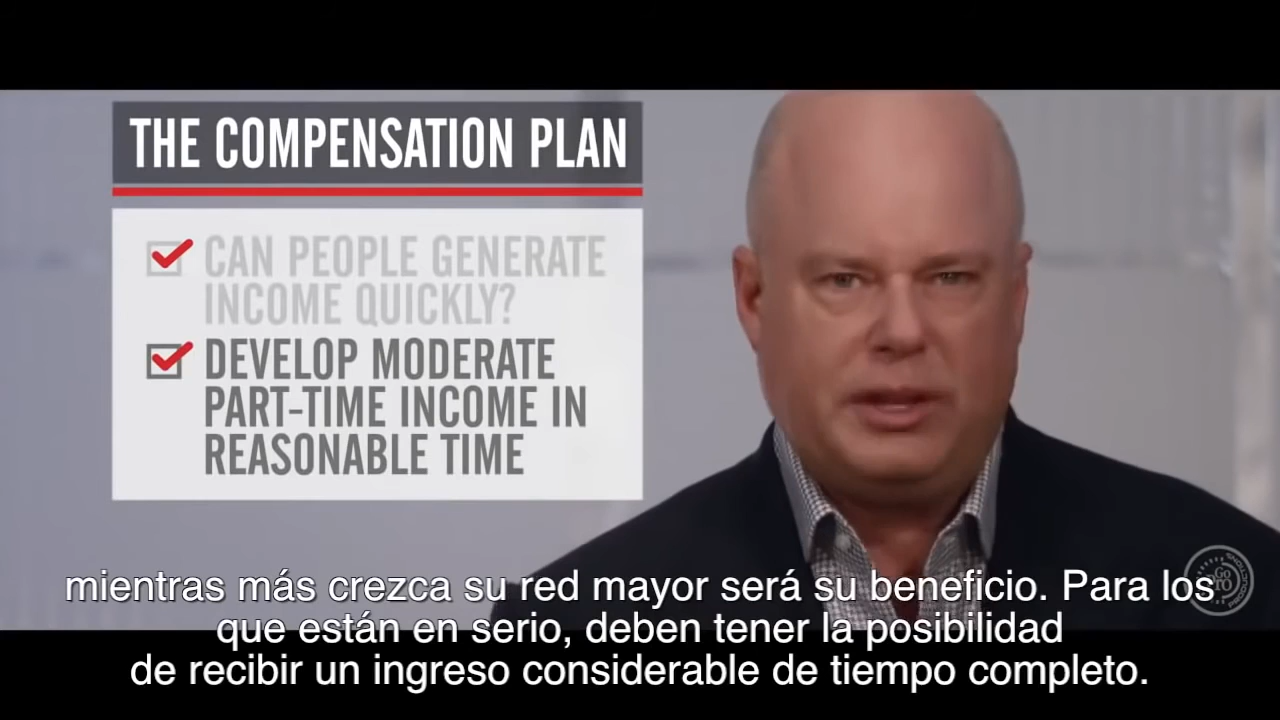 THE COMPENSATION PLAN
CAN PEOPLE GENERATE
INCOME QUICKLY?
DEVELOP MODERATE
PART-TIME INCOME IN
REASONABLE TIME
mientras más crezca su red mayor será su beneficio. Para los
que están en serio, deben tener la posibilidad
de recibir un ingreso considerable de tiempo completo.